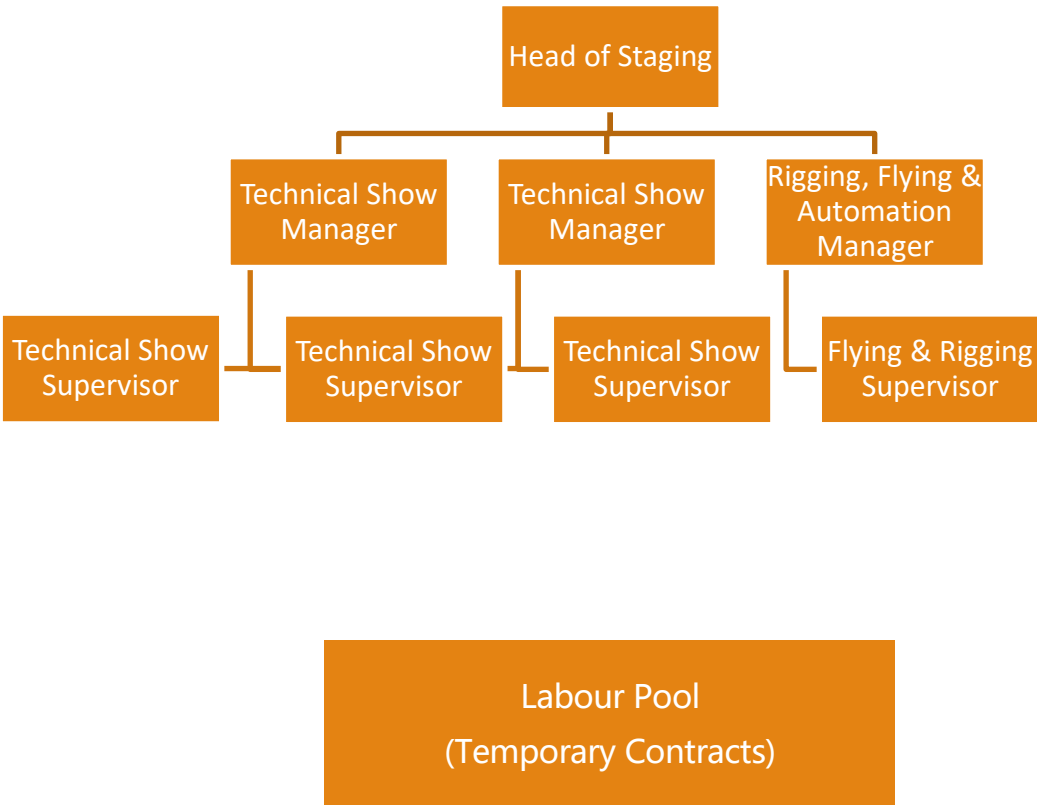 Head of Staging
Technical Show
Manager
Technical Show
Manager
Rigging, Flying &
Automation
Manager
Technical Show
Supervisor
Technical Show
Supervisor
Technical Show
Supervisor
Flying & Rigging
Supervisor
Labour Pool
(Temporary Contracts)